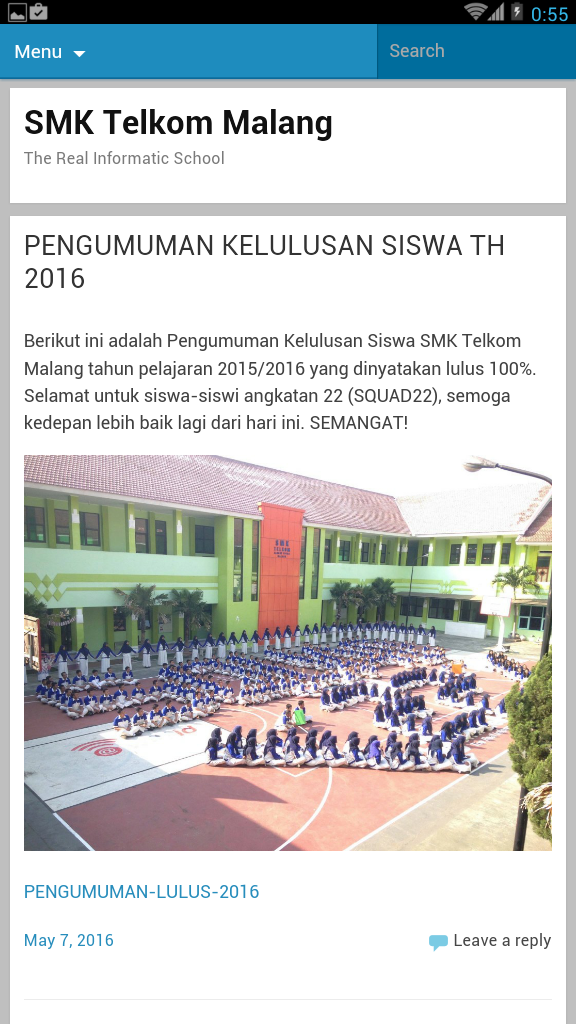 0:55
Menu
Search
SMK Telkom Malang
The Real Informatic School
PENGUMUMAN KELULUSAN SISWA TH
2016
Berikut ini adalah Pengumuman Kelulusan Siswa SMK Telkom
Malang tahun pelajaran 2015/2016 yang dinyatakan lulus 100%.
Selamat untuk siswa-siswi angkatan 22 (SQUAD22), semoga
kedepan lebih baik lagi dari hari ini. SEMANGAT!
SMK
PENGUMUMAN-LULUS-2016
May 7, 2016
Leave a reply